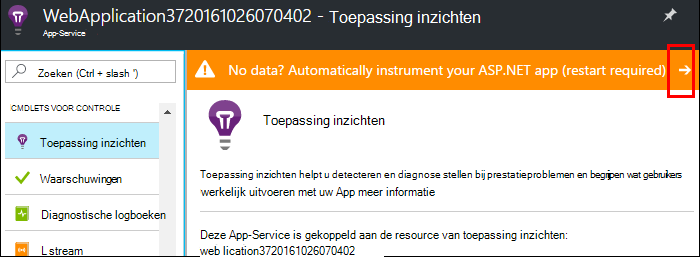 WebApplication3720161026070402 - Toepassing inzichten
App-Service
Zoeken (Ctrl + slash ')
No data? Automatically instrument your ASP.NET app (restart required)
CMDLETS VOOR CONTROLE
Toepassing inzichten
Waarschuwingen
Diagnostische logboeken
L stream
Toepassing inzichten
Toepassing inzichten helpt u detecteren en diagnose stellen bij prestatieproblemen en begrijpen wat gebruikers
werkelijk uitvoeren met uw App meer informatie
Deze App-Service is gekoppeld aan de resource van toepassing inzichten:
web lication3720161026070402